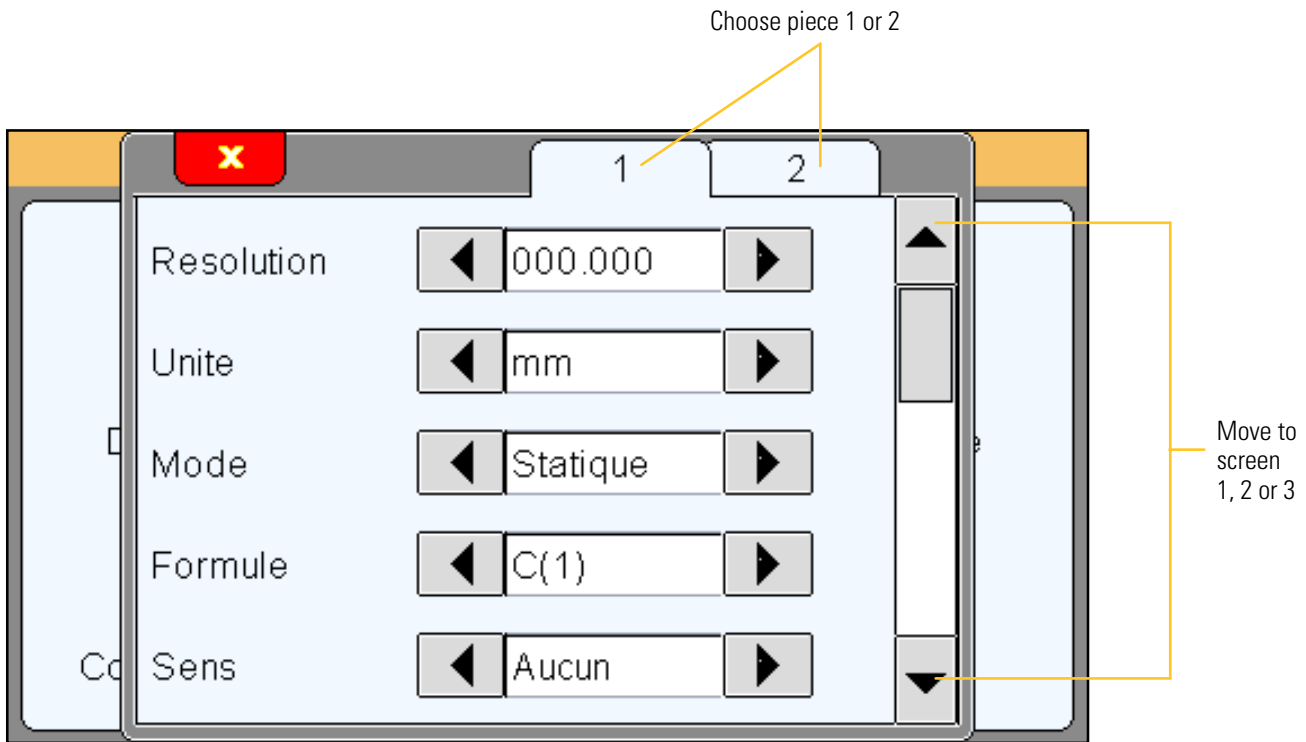 Choose piece 1 or 2
x
1
2
Resolution
000.000
Unite
mm
Mode
Statique
Formule
C(1)
Sens
Aucun
Co
Move to
screen
1, 2 or 3